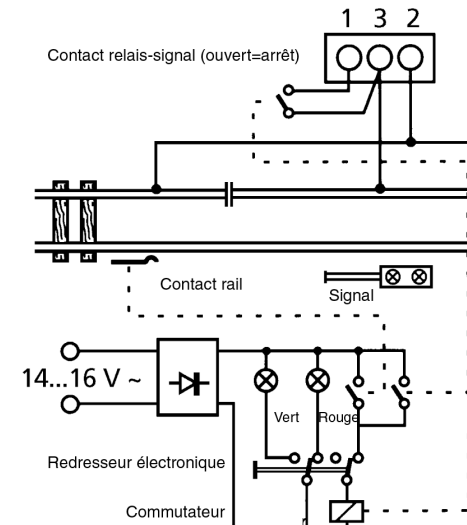 1 3 2
Contact relais-signal (ouvert=arrêt)
Contact rail
Signal
14...16 V ~
Vert Rouge
Redresseur électronique
Commutateur